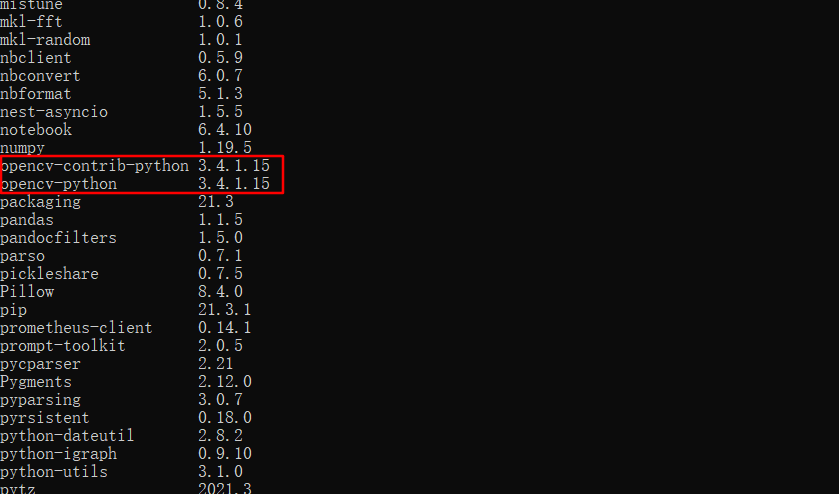 mistune 0.8.4
mkl-fft 1.0.6
mkl-random 1.0.1
nbclient 0.5.9
nbconvert 6.0.7
nbformat 5.1.3
nest-asyncio 1.5.5
notebook 6.4.10
numpy 1.19.5
opencv-contrib-python 3.4.1.15
opencv-python 3.4.1.15
packaging 21.3
pandas 1.1.5
pandocfilters 1.5.0
parso 0.7.1
pickleshare 0.7.5
Pillow 8.4.0
pip 21.3.1
prometheus-client 0.14.1
prompt-toolkit 2.0.5
pycparser 2.21
Pygments 2.12.0
pyparsing 3.0.7
pyrsistent 0.18.0
python-dateutil 2.8.2
python-igraph 0.9.10
python-utils 3.1.0
pytz 2021.3